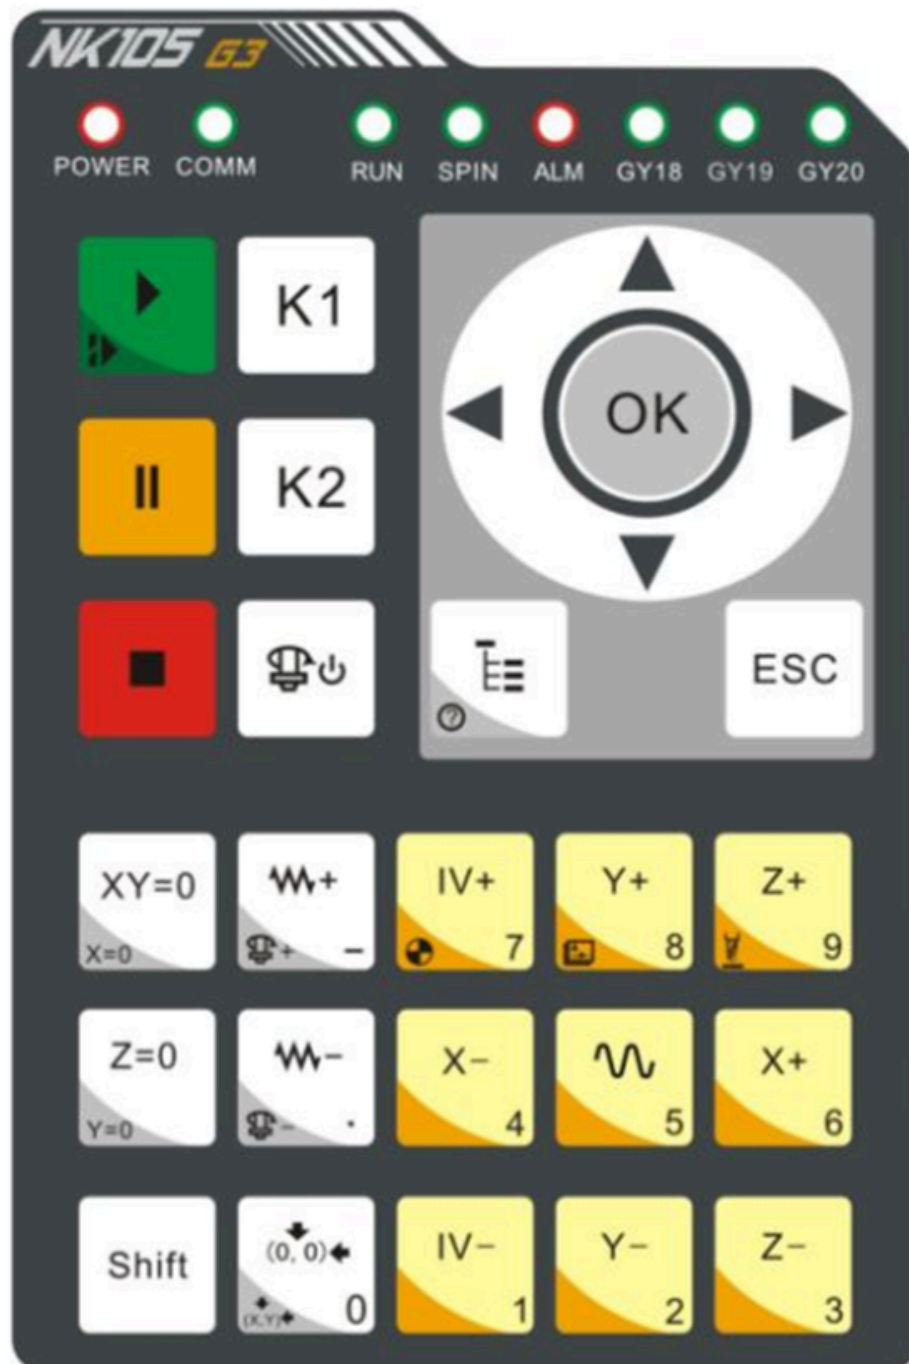 NK105 G3
POWER COMM RUN SPIN ALM GY18 GY19 GY20
K1
OK
K2
?
ESC
XY=0 + IV+ Y+ Z+
X=0 + − 7 8 9
Z=0 − X− X+
Y=0 − . 4 5 6
Shift (0, 0) IV− Y− Z−
(X,Y) 0 1 2 3